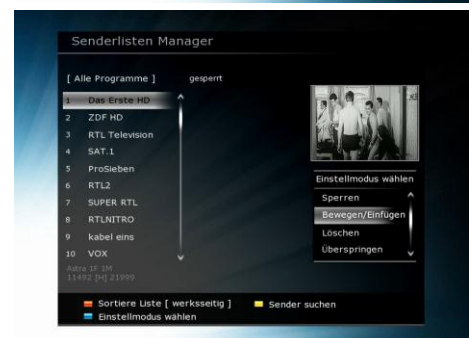 Senderlisten Manager
[ Alle Programme ] gesperrt
1 Das Erste HD
2 ZDF HD
3 RTL Television
4 SAT.1
5 ProSieben
6 RTL2
7 SUPER RTL
8 RTLNITRO
9 kabel eins
10 VOX
Astra 1F 1M
11492 [H] 21999
Einstellmodus wählen
Sperren
Bewegen/Einfügen
Löschen
Überspringen
Sortiere Liste [ werksseitig ] Sender suchen
Einstellmodus wählen